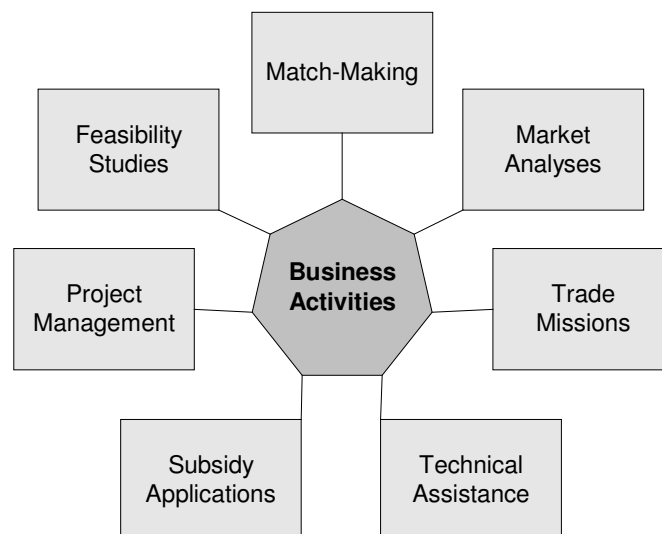 Match-Making
Feasibility
Studies
Market
Analyses
Business
Activities
Project
Management
Trade
Missions
Subsidy
Applications
Technical
Assistance